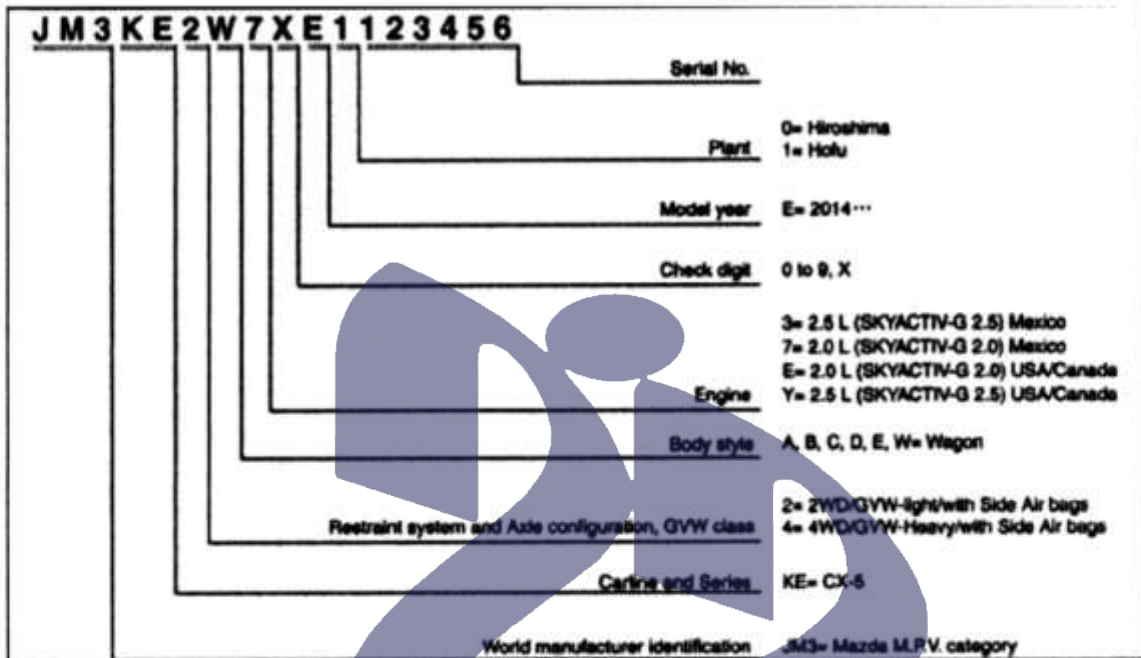 JM3KE2W7XE1123456
Serial No.
0= Hiroshima
Plant 1= Hofu
Model year E= 2014···
Check digit 0 to 9, X
3= 2.5 L (SKYACTIV-G 2.5) Mexico
7= 2.0 L (SKYACTIV-G 2.0) Mexico
E= 2.0 L (SKYACTIV-G 2.0) USA/Canada
Engine Y= 2.5 L (SKYACTIV-G 2.5) USA/Canada
Body style A, B, C, D, E, W= Wagon
2= 2WD/GVW-light/with Side Air bags
Restraint system and Axle configuration, GVW class 4= 4WD/GVW-Heavy/with Side Air bags
Carline and Series KE= CX-5
World manufacturer identification JM3= Mazda M.P.V. category